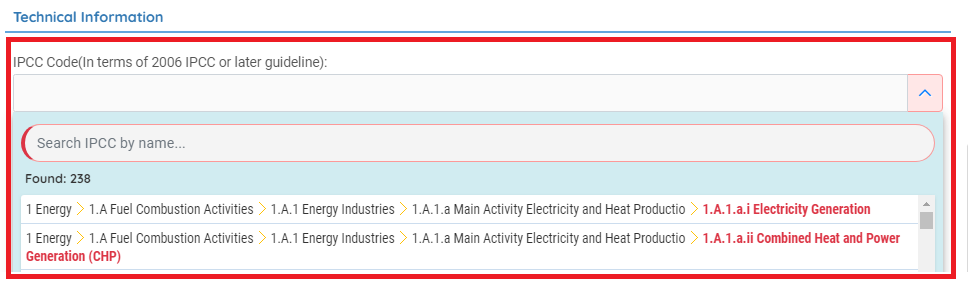 Technical Information
IPCC Code(In terms of 2006 IPCC or later guideline):
Search IPCC by name...
Found: 238
1 Energy > 1.A Fuel Combustion Activities > 1.A.1 Energy Industries > 1.A.1.a Main Activity Electricity and Heat Productio > 1.A.1.a.i Electricity Generation
1 Energy > 1.A Fuel Combustion Activities > 1.A.1 Energy Industries > 1.A.1.a Main Activity Electricity and Heat Productio > 1.A.1.a.ii Combined Heat and Power
Generation (CHP)